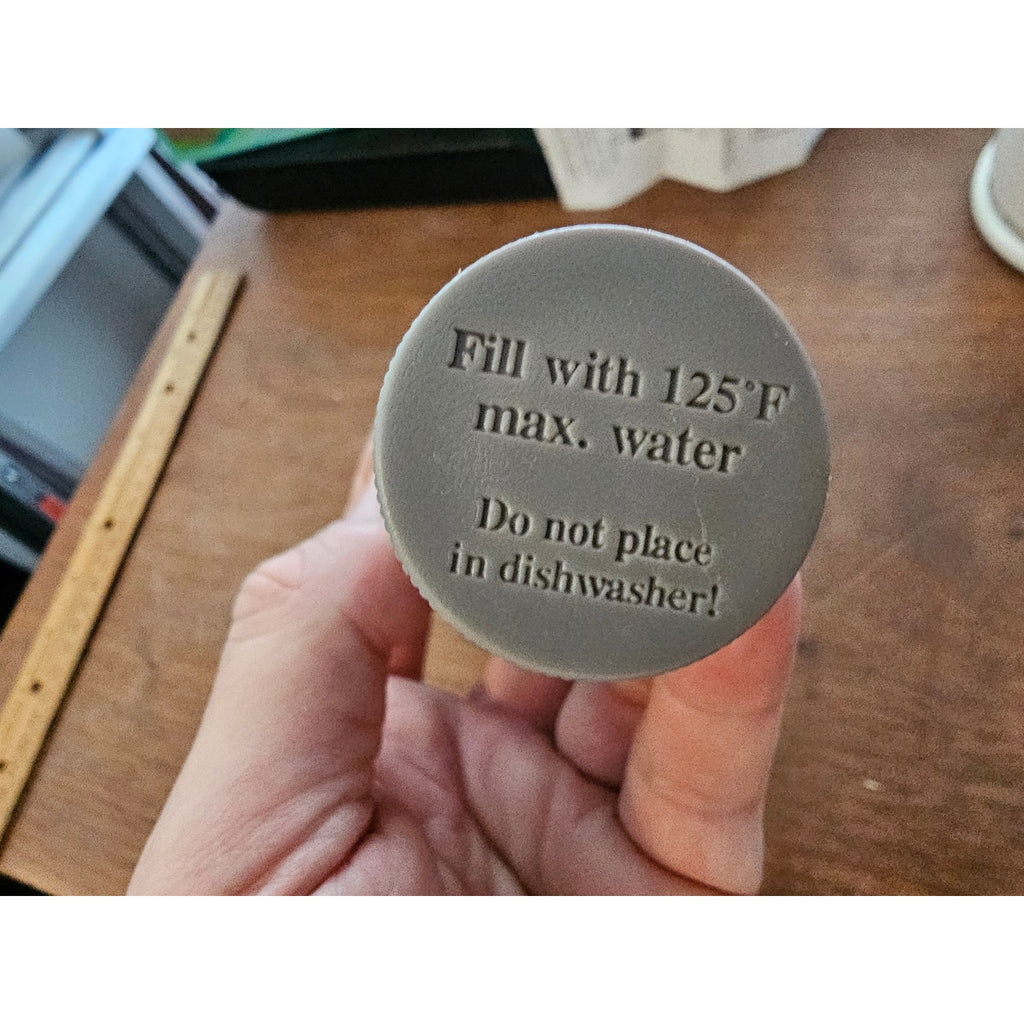 Fill with 125°F
max. water
Do not place
in dishwasher!